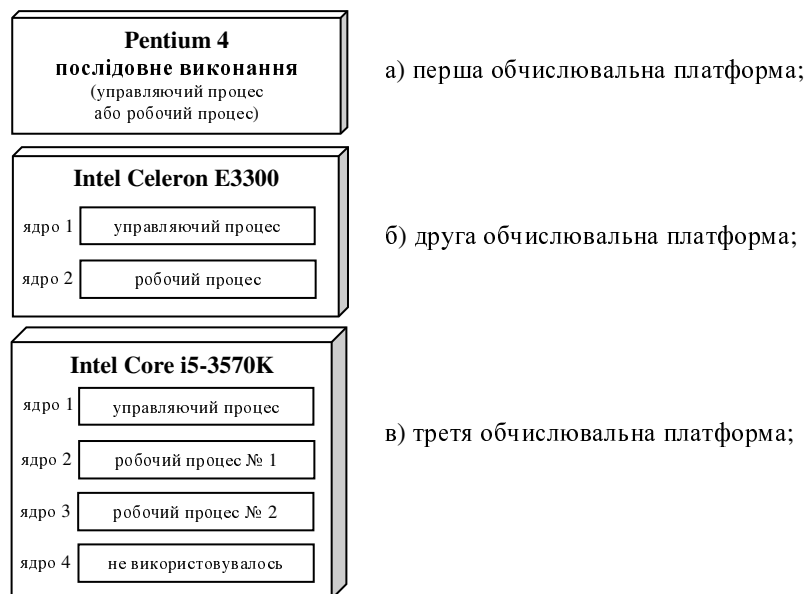 Pentium 4
послідовне виконання
(управляючий процес
або робочий процес)
а) перша обчислювальна платформа;
Intel Celeron E3300
ядро 1 управляючий процес
ядро 2 робочий процес
б) друга обчислювальна платформа;
Intel Core i5-3570K
ядро 1 управляючий процес
ядро 2 робочий процес № 1
ядро 3 робочий процес № 2
ядро 4 не використовувалось
в) третя обчислювальна платформа;